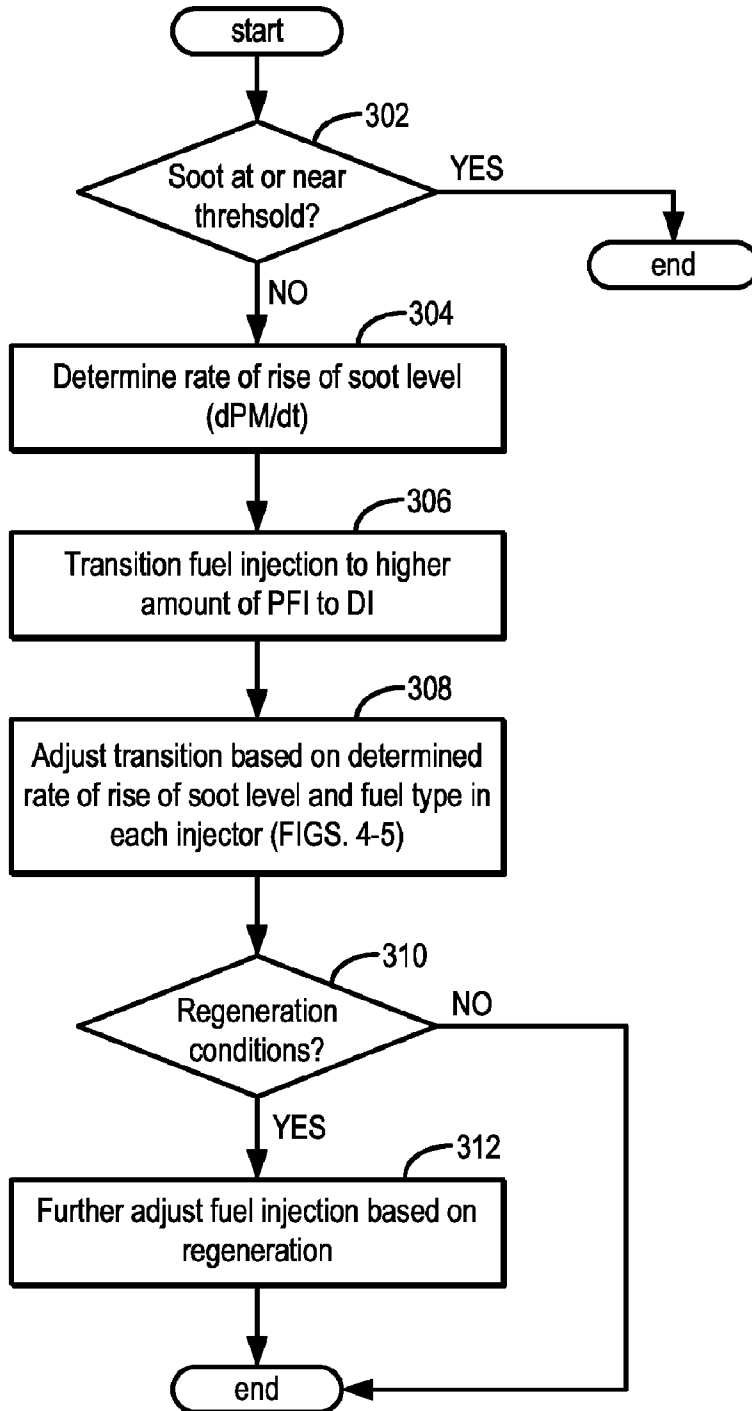 start
302
Soot at or near
threhsold?
YES
end
NO
304
Determine rate of rise of soot level
(dPM/dt)
306
Transition fuel injection to higher
amount of PFI to DI
308
Adjust transition based on determined
rate of rise of soot level and fuel type in
each injector (FIGS. 4-5)
310
Regeneration
conditions?
NO
YES
312
Further adjust fuel injection based on
regeneration
end